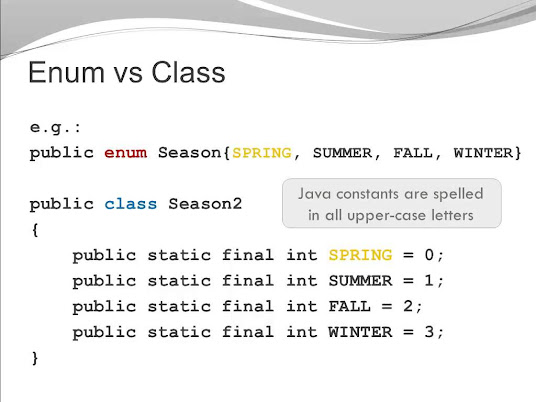 Enum vs Class
e.g.:
public enum Season{SPRING, SUMMER, FALL, WINTER}
Java constants are spelled
in all upper-case letters
public class Season2
{
public static final int SPRING = 0;
public static final int SUMMER = 1;
public static final int FALL = 2;
public static final int WINTER = 3;
}